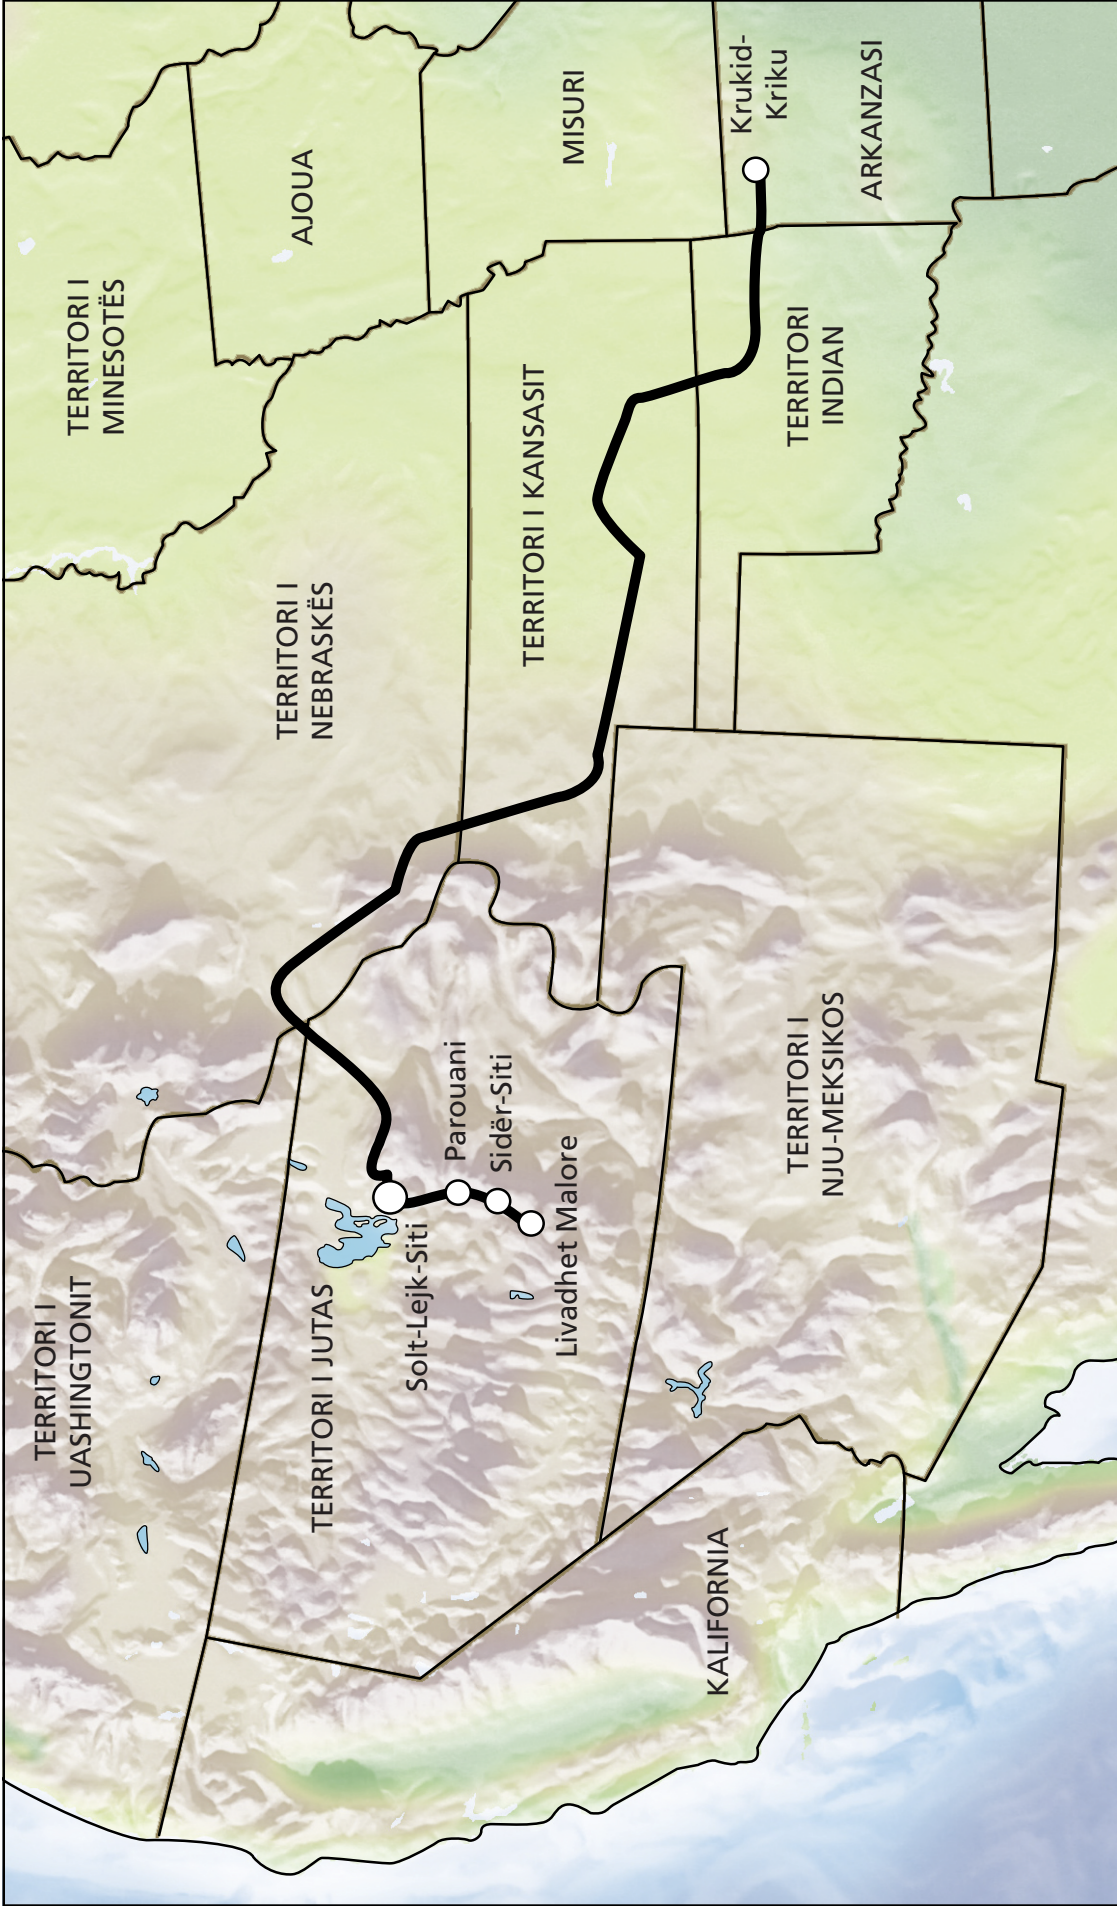 TERRITORI I
UASHINGTONIT
TERRITORI I
MINESOTËS
TERRITORI I
NEBRASKËS
AJOUA
TERRITORI I JUTAS
Solt-Lejk-Siti
Parouani
Sidër-Siti
Livadhet Malore
TERRITORI I KANSASIT
MISURI
Krukid-
Kriku
KALIFORNIA
TERRITORI I
NJU-MEKSIKOS
TERRITORI
INDIAN
ARKANZASI